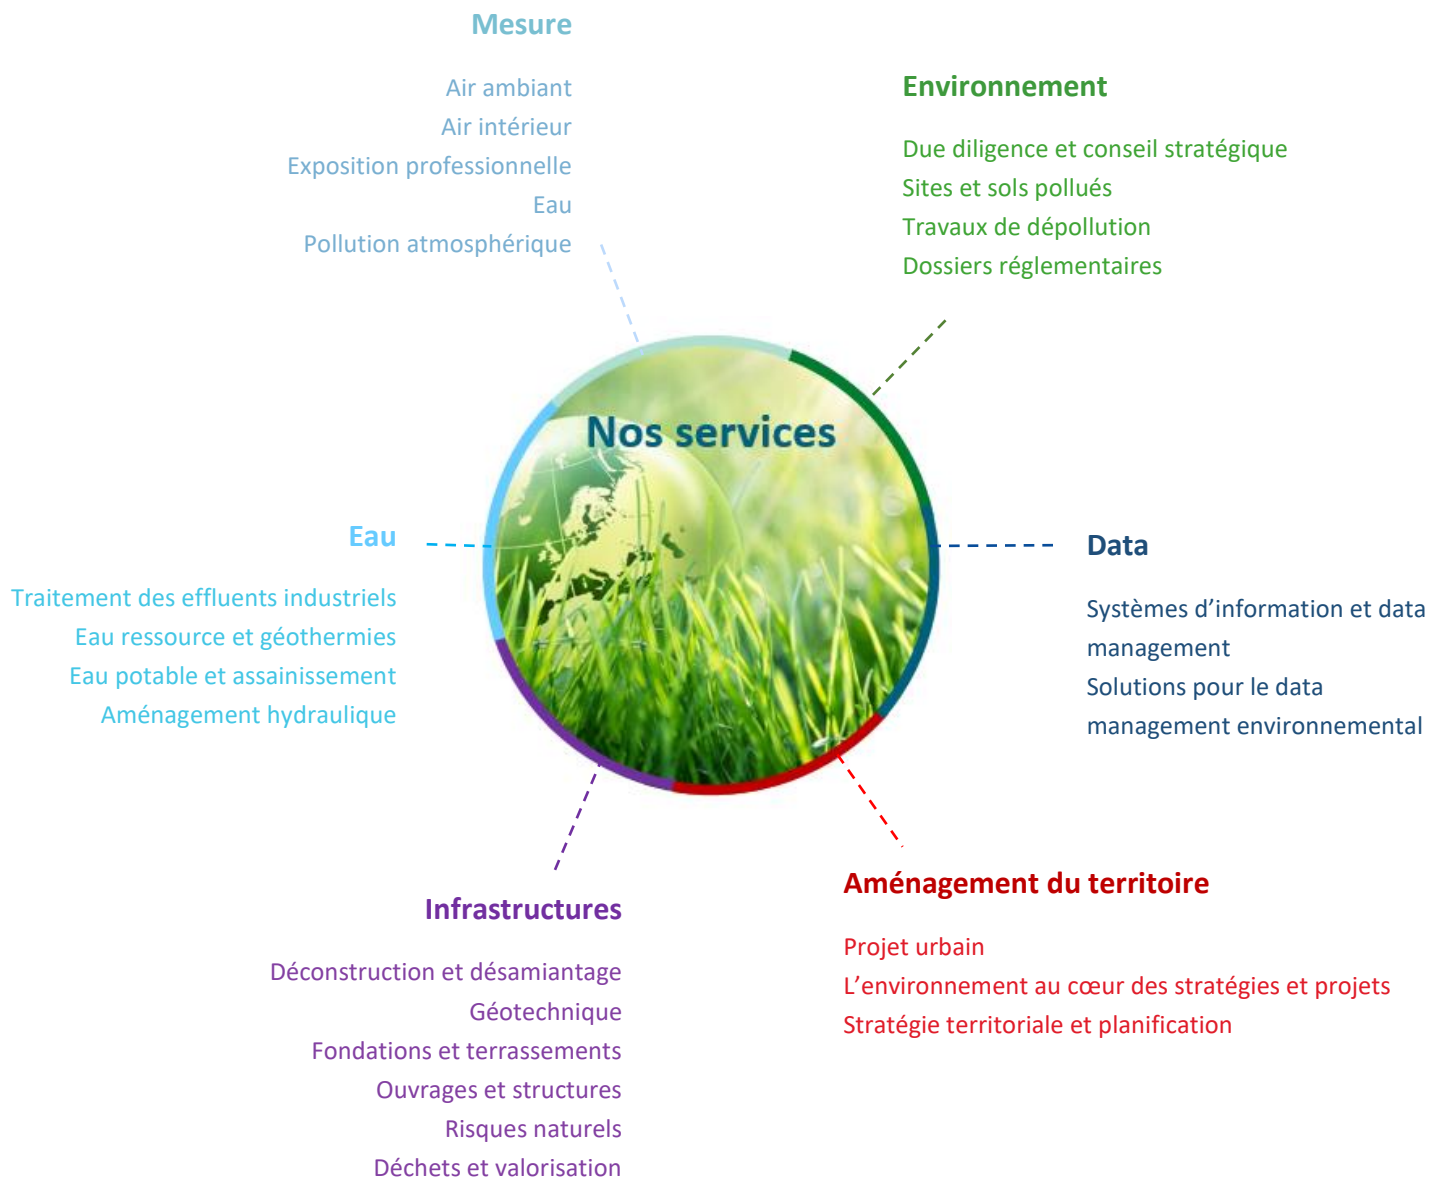 Mesure
Air ambiant
Air intérieur
Exposition professionnelle
Eau
Pollution atmosphérique
Environnement
Due diligence et conseil stratégique
Sites et sols pollués
Travaux de dépollution
Dossiers réglementaires
Nos services
Eau
Traitement des effluents industriels
Eau ressource et géothermies
Eau potable et assainissement
Aménagement hydraulique
Data
Systèmes d’information et data
management
Solutions pour le data
management environnemental
Infrastructures
Déconstruction et désamiantage
Géotechnique
Fondations et terrassements
Ouvrages et structures
Risques naturels
Déchets et valorisation
Aménagement du territoire
Projet urbain
L’environnement au cœur des stratégies et projets
Stratégie territoriale et planification